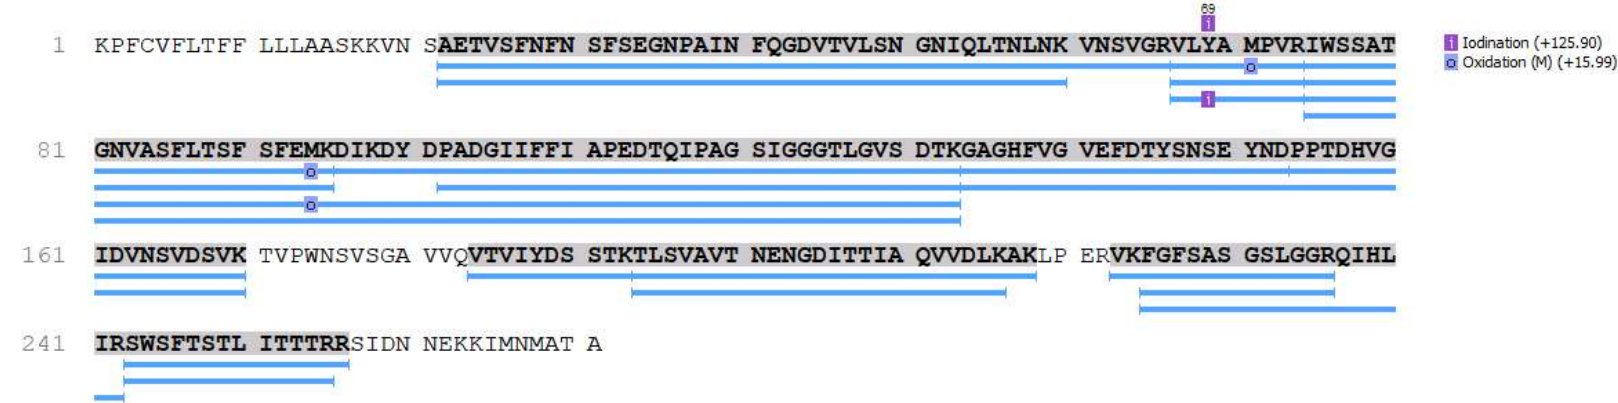 69
i
1 KPFCVFLTFF LLLAASKKVN SAETVSFNFN SFSEGNPAIN FQGDVTVLSN GNIQLTNLNK VNSVGRVLYA MPVRIWSSAT
i Iodination (+125.90)
o Oxidation (M) (+15.99)
o
i
81 GNVASFLTSF SFEMKDIKDY DPADGIIFFI APEDTQIPAG SIGGGTLGVS DTKGAGHFVG VEFDTYSNSE YNDPPTDHVG
o
o
161 IDVNSVDSVK TVPWNSVSGA VVQVTVIYDS STKTLSVAVT NENGDITTIA QVVDLKAKLP ERVKFGFSAS GSLGGRQIHL
241 IRSWSFTSTL ITTTRRSIDN NEKKIMNMAT A